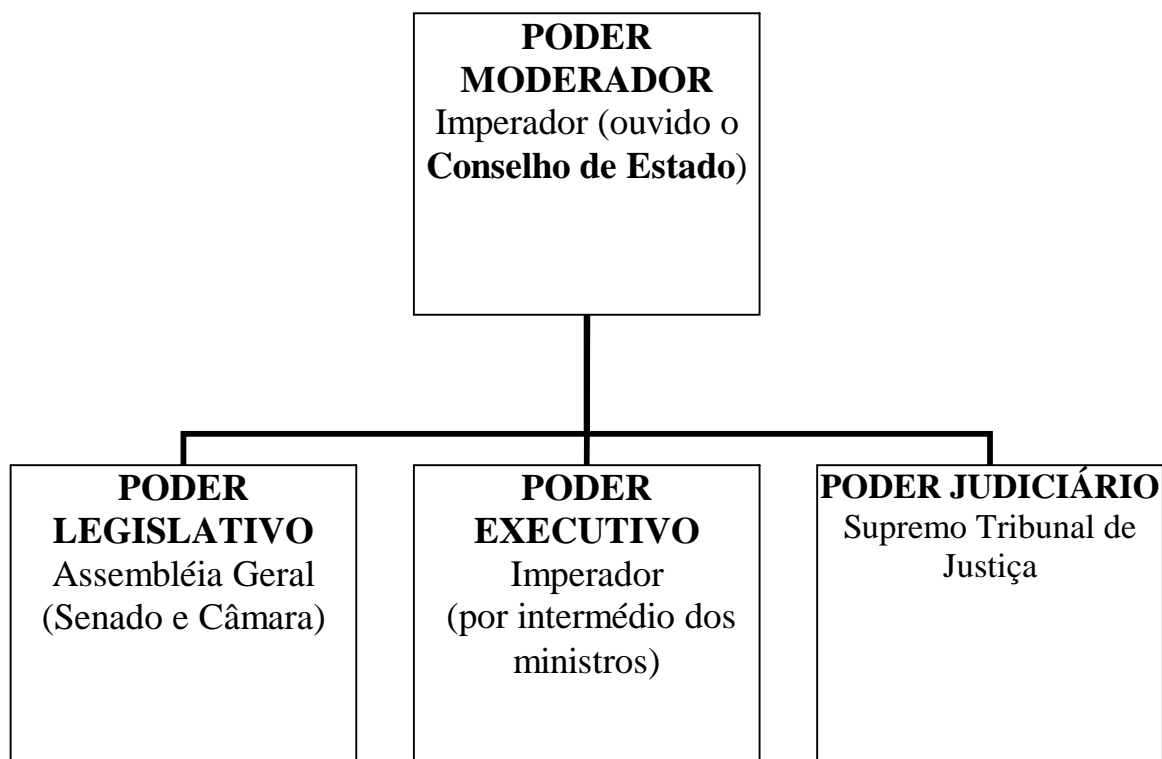 PODER
MODERADOR
Imperador (ouvido o
Conselho de Estado)
PODER
LEGISLATIVO
Assembléia Geral
(Senado e Câmara)
PODER
EXECUTIVO
Imperador
(por intermédio dos
ministros)
PODER JUDICIÁRIO
Supremo Tribunal de
Justiça